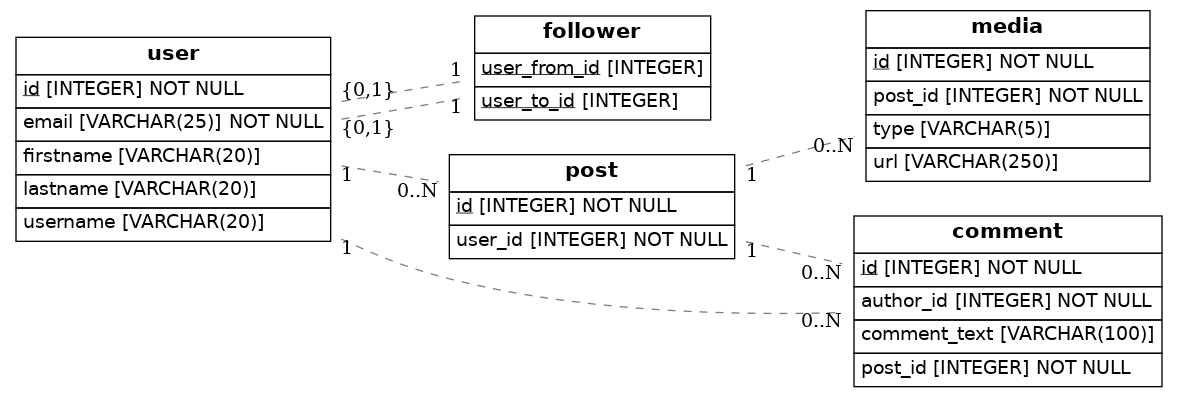 user
id [INTEGER] NOT NULL
email [VARCHAR(25)] NOT NULL
firstname [VARCHAR(20)]
lastname [VARCHAR(20)]
username [VARCHAR(20)]
{0,1}
{0,1}
1
1
follower
user_from_id [INTEGER]
user_to_id [INTEGER]
1
0..N
post
id [INTEGER] NOT NULL
user_id [INTEGER] NOT NULL
1
0..N
media
id [INTEGER] NOT NULL
post_id [INTEGER] NOT NULL
type [VARCHAR(5)]
url [VARCHAR(250)]
1
0..N
1
0..N
comment
id [INTEGER] NOT NULL
author_id [INTEGER] NOT NULL
comment_text [VARCHAR(100)]
post_id [INTEGER] NOT NULL